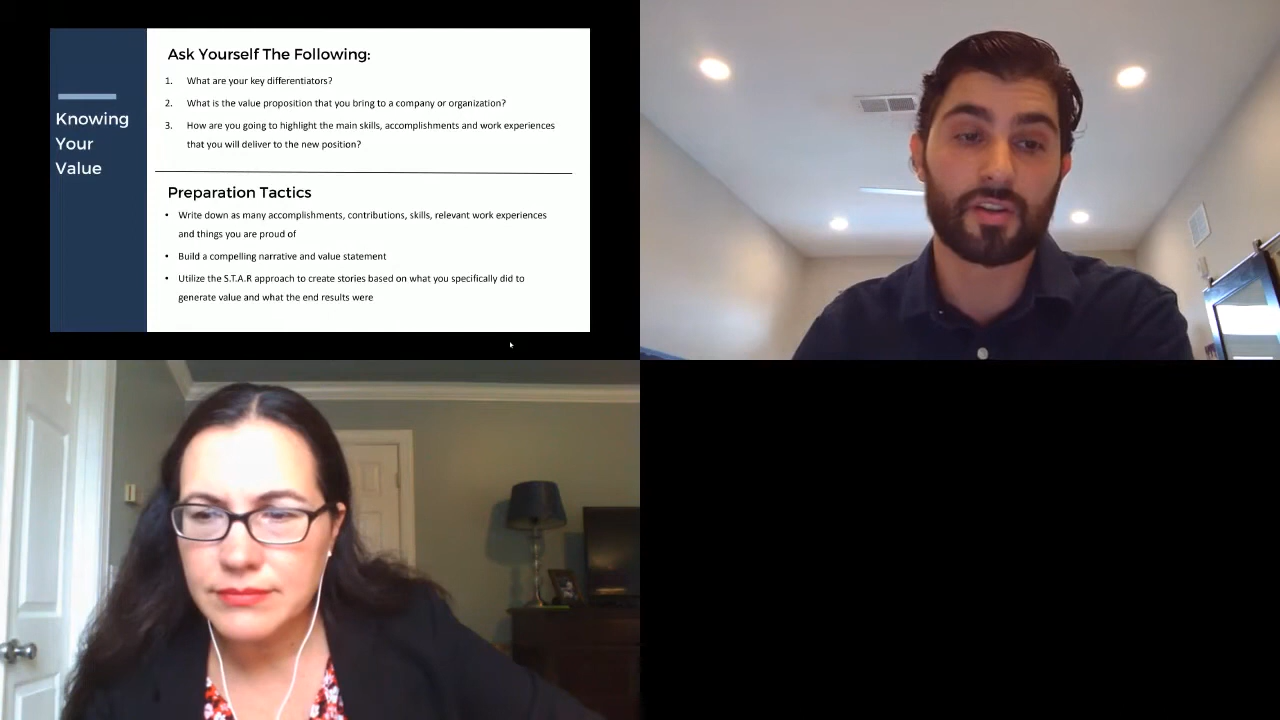 Knowing
Your
Value
Ask Yourself The Following:
1. What are your key differentiators?
2. What is the value proposition that you bring to a company or organization?
3. How are you going to highlight the main skills, accomplishments and work experiences
that you will deliver to the new position?
Preparation Tactics
• Write down as many accomplishments, contributions, skills, relevant work experiences
and things you are proud of
• Build a compelling narrative and value statement
• Utilize the S.T.A.R approach to create stories based on what you specifically did to
generate value and what the end results were